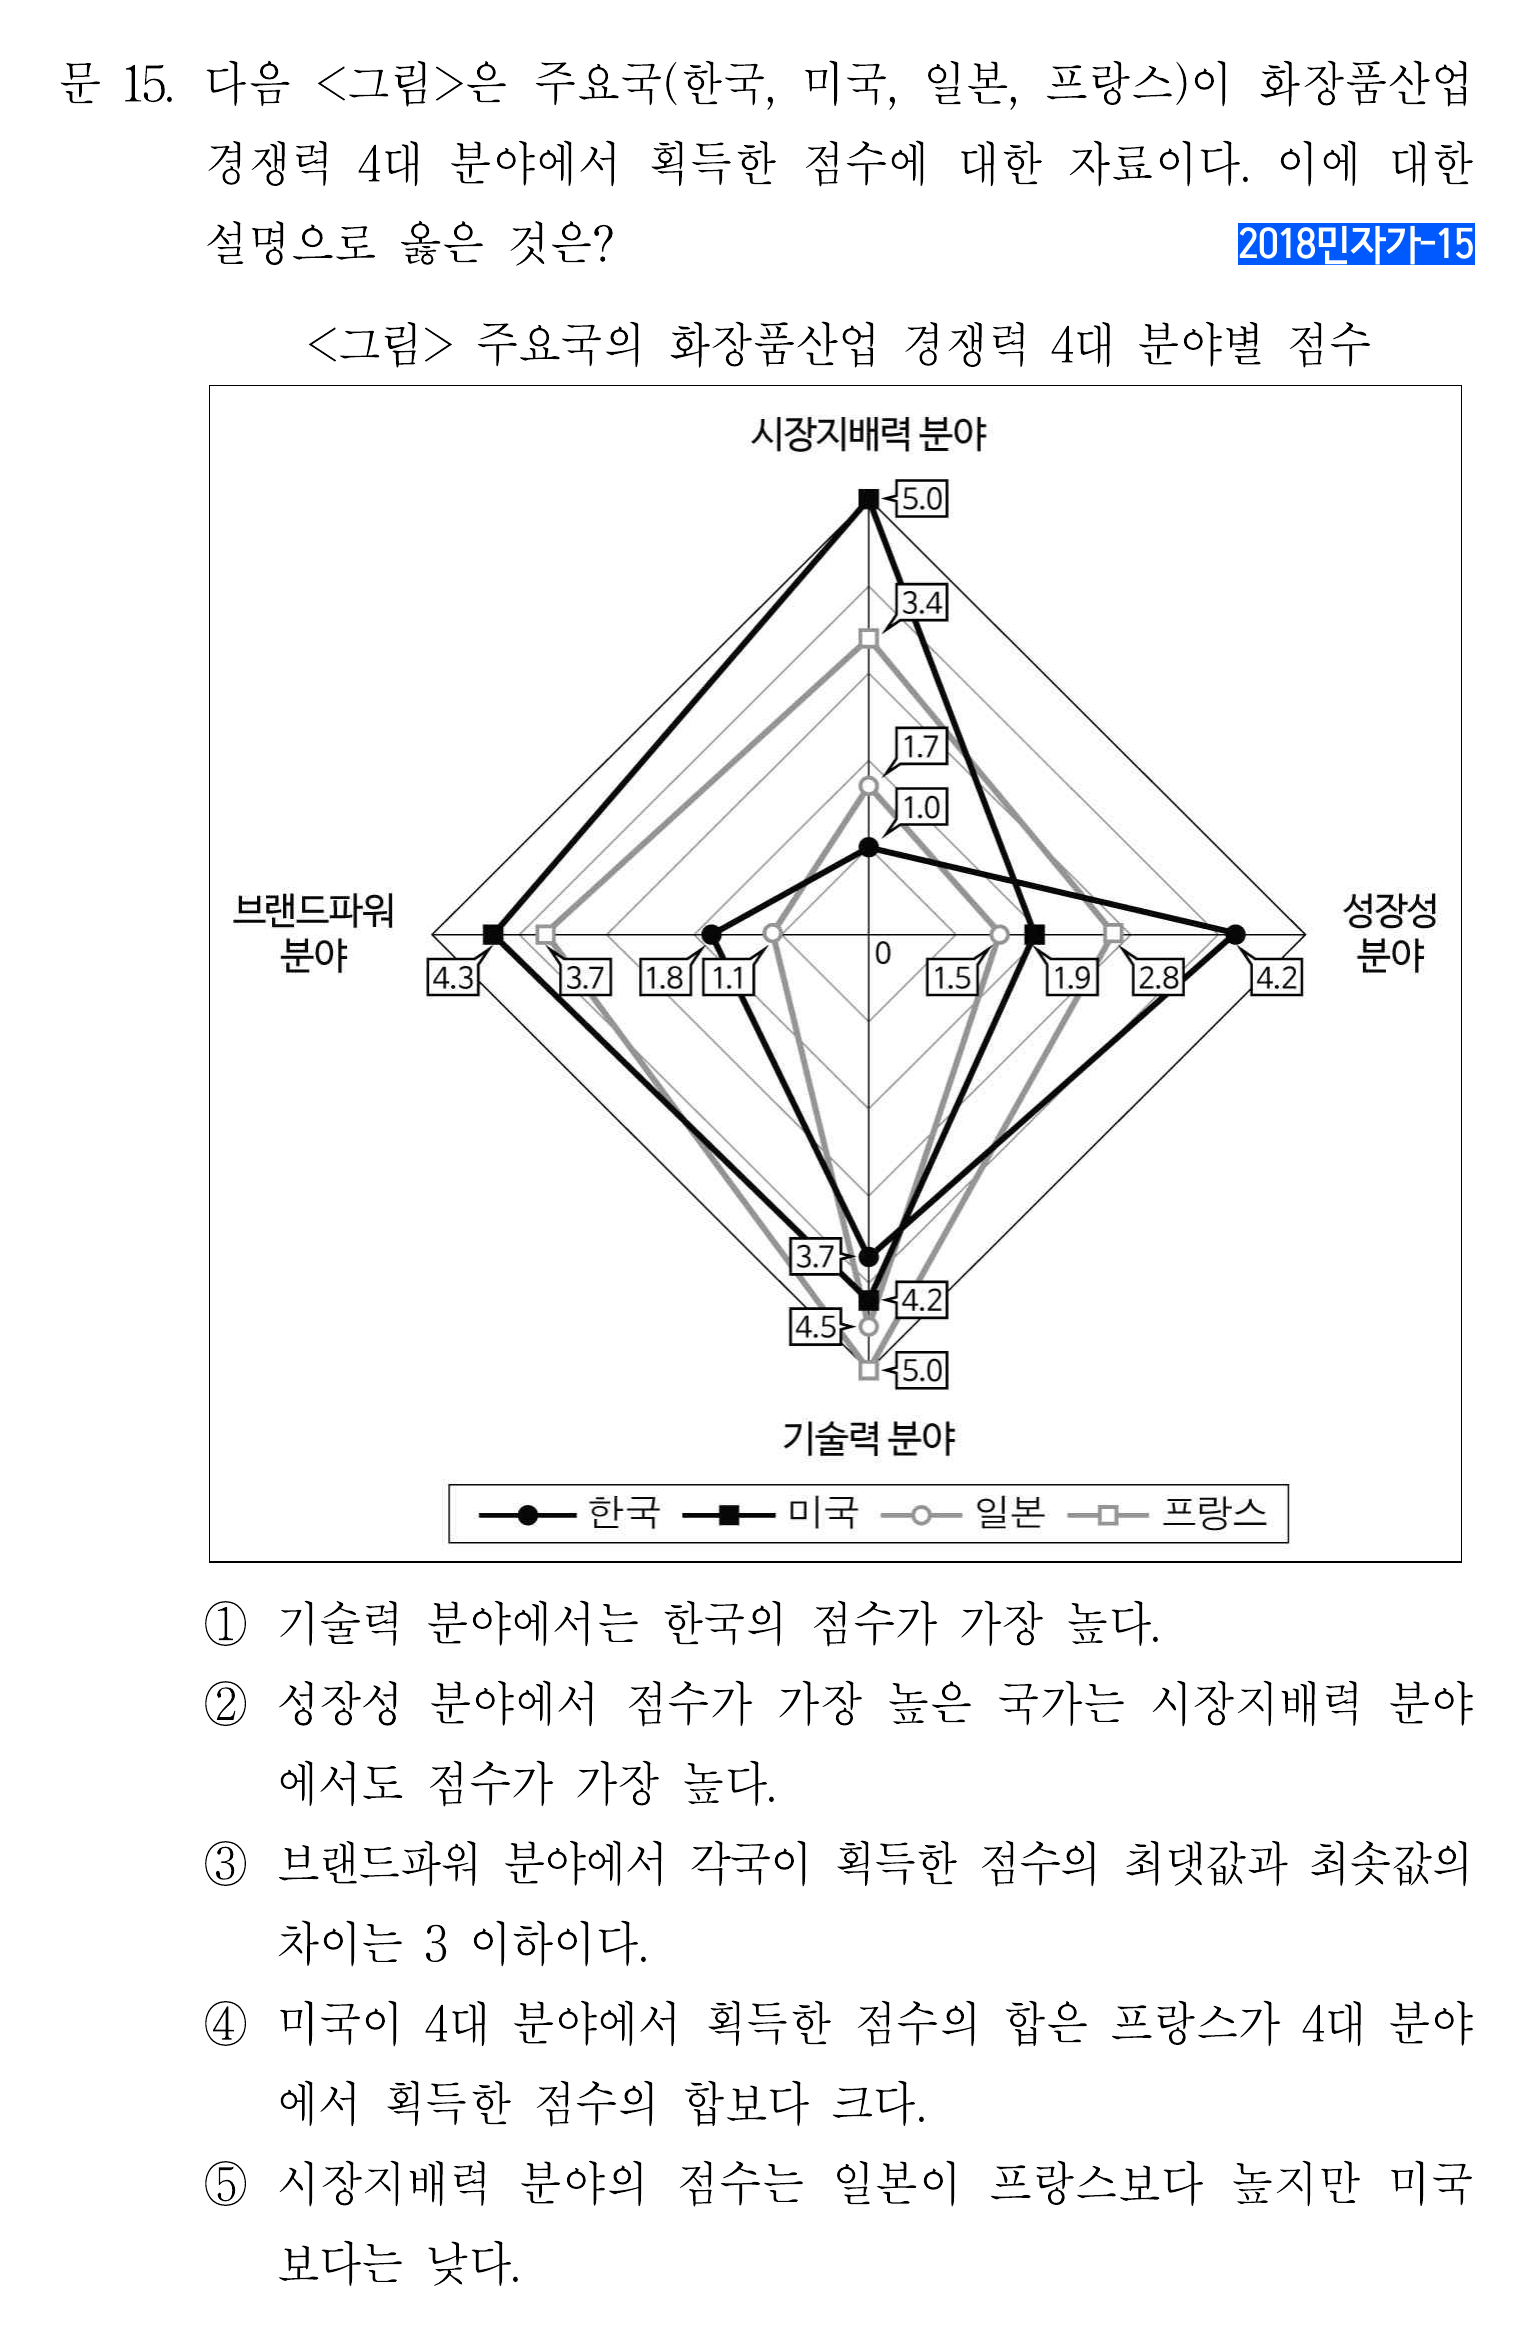 문 15. 다음 <그림>은 주요국(한국, 미국, 일본, 프랑스)이 화장품산업
경쟁력 4대 분야에서 획득한 점수에 대한 자료이다. 이에 대한
설명으로 옳은 것은?
2018민자가-15
<그림> 주요국의 화장품산업 경쟁력 4대 분야별 점수
시장지배력 분야
5.0
3.4
1.7
1.0
브랜드파워
분야
성장성
분야
0
4.3 3.7 1.8 1.1 1.5 1.9 2.8 4.2
3.7
4.2
4.5
5.0
기술력 분야
한국 미국 일본 프랑스
① 기술력 분야에서는 한국의 점수가 가장 높다.
② 성장성 분야에서 점수가 가장 높은 국가는 시장지배력 분야
에서도 점수가 가장 높다.
③ 브랜드파워 분야에서 각국이 획득한 점수의 최댓값과 최솟값의
차이는 3 이하이다.
④ 미국이 4대 분야에서 획득한 점수의 합은 프랑스가 4대 분야
에서 획득한 점수의 합보다 크다.
⑤ 시장지배력 분야의 점수는 일본이 프랑스보다 높지만 미국
보다는 낮다.